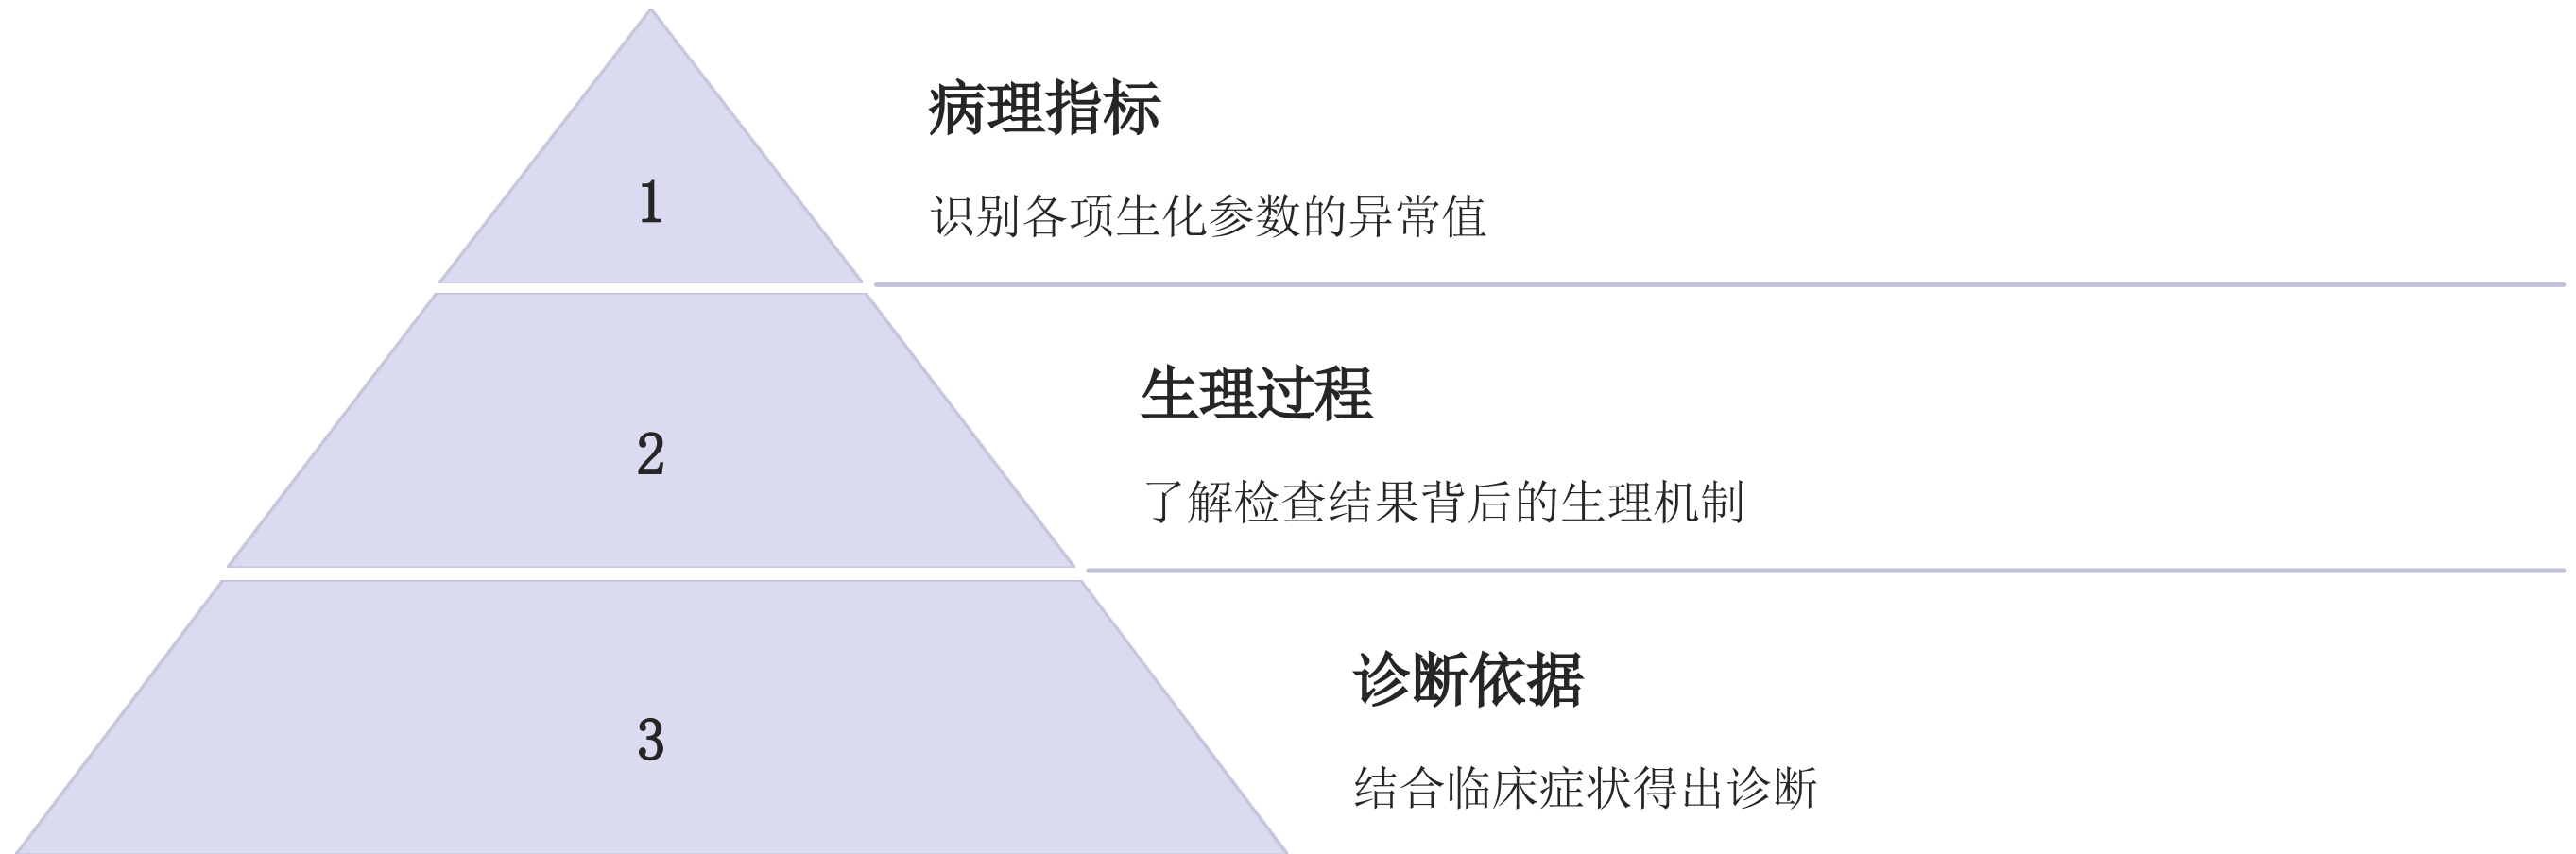 病理指标
1
识别各项生化参数的异常值
生理过程
2
了解检查结果背后的生理机制
诊断依据
3
结合临床症状得出诊断